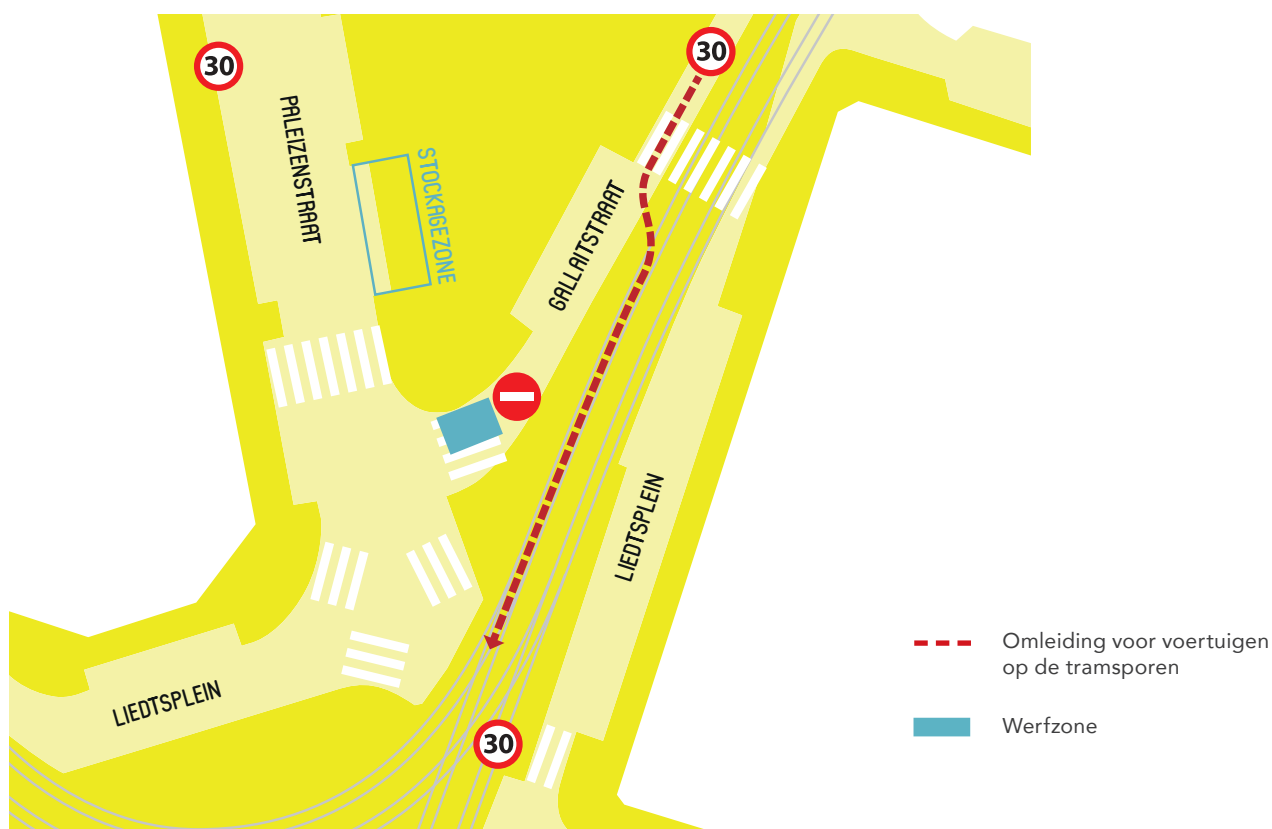 30
30
PALEIZENSTRAAT
STOCKAGEZONE
GALLAITSTRAAT
LIEDTSPLEIN
LIEDTSPLEIN
30
Omleiding voor voertuigen
op de tramsporen
Werfzone